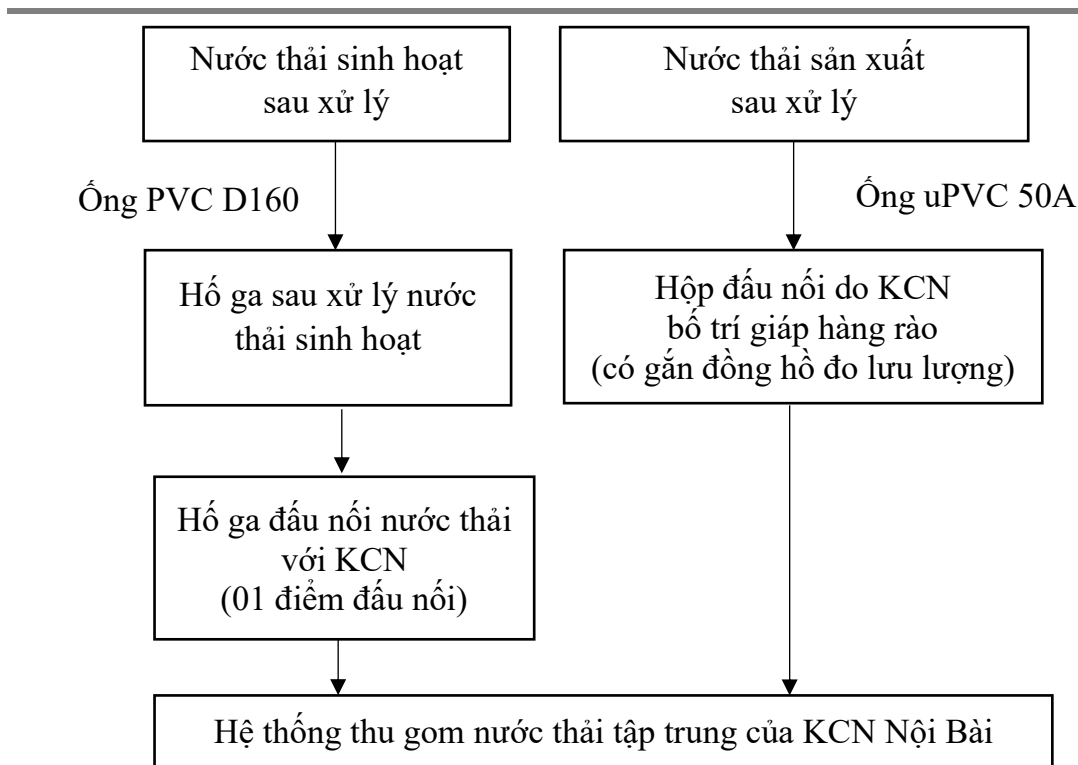 Nước thải sinh hoạt
sau xử lý
Nước thải sản xuất
sau xử lý
Ống PVC D160
Ống uPVC 50A
Hố ga sau xử lý nước
thải sinh hoạt
Hộp đấu nối do KCN
bố trí giáp hàng rào
(có gắn đồng hồ đo lưu lượng)
Hố ga đấu nối nước thải
với KCN
(01 điểm đấu nối)
Hệ thống thu gom nước thải tập trung của KCN Nội Bài